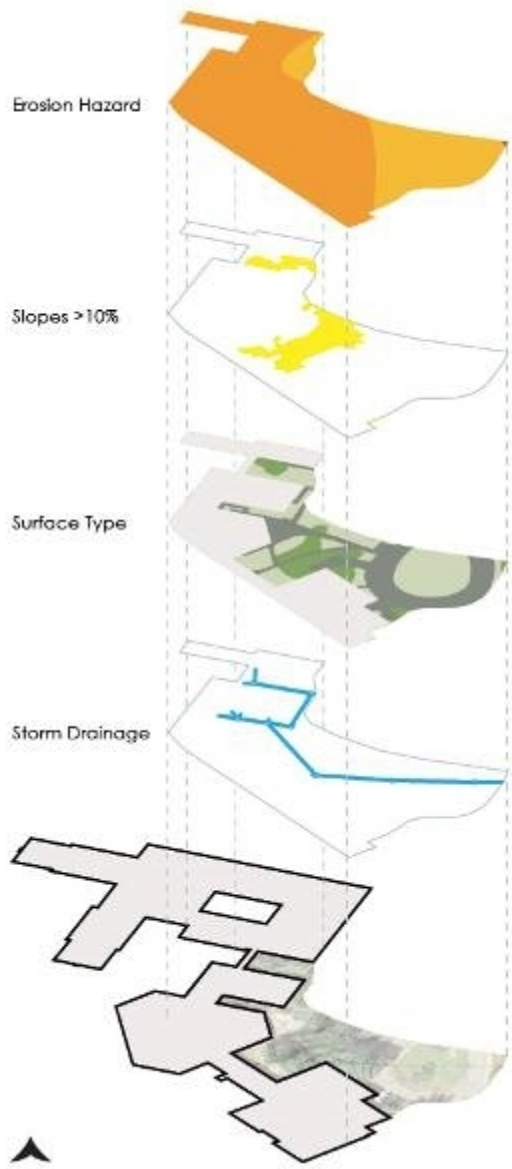 Erosion Hazard
Slopes >10%
Surface Type
Storm Drainage